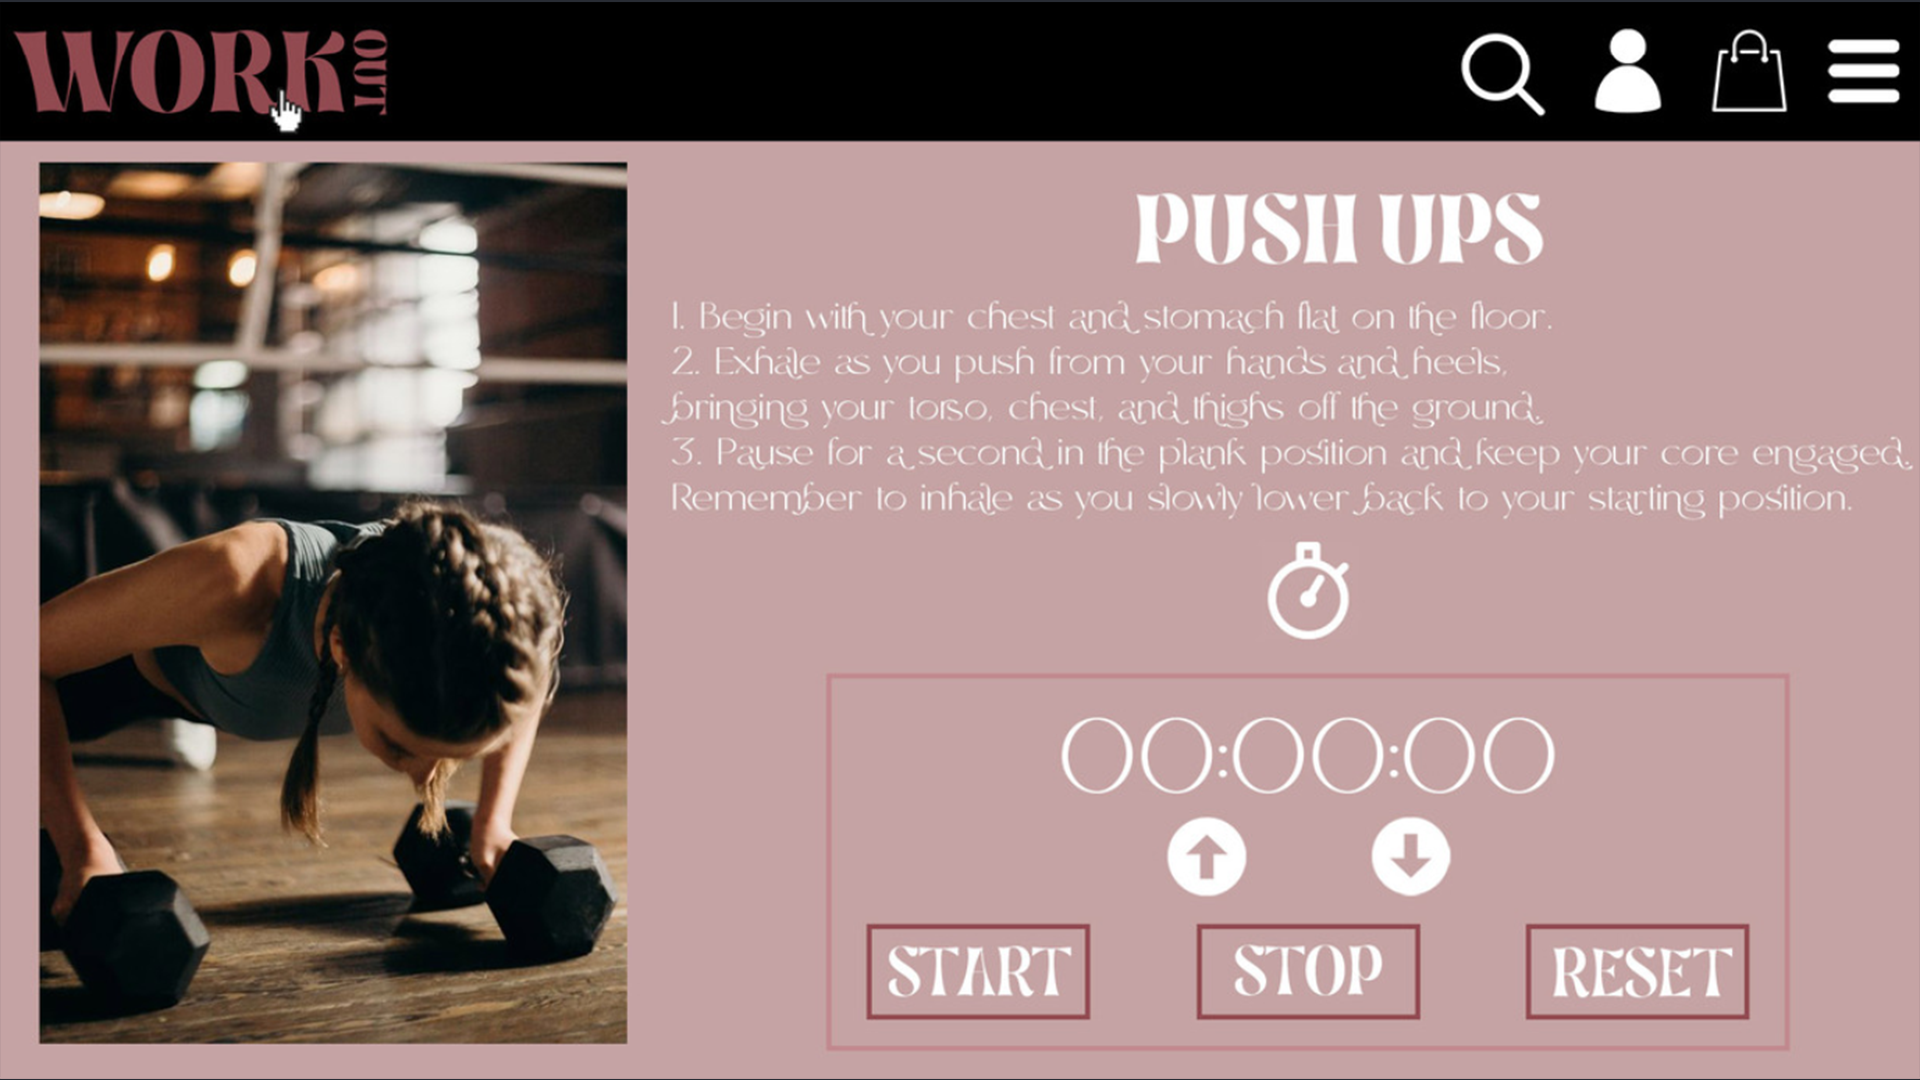 WORK OUT
PUSH UPS
1. Begin with your chest and stomach flat on the floor.
2. Exhale as you push from your hands and heels,
bringing your torso, chest, and thighs off the ground.
3. Pause for a second in the plank position and keep your core engaged.
Remember to inhale as you slowly lower back to your starting position.
00:00:00
START STOP RESET